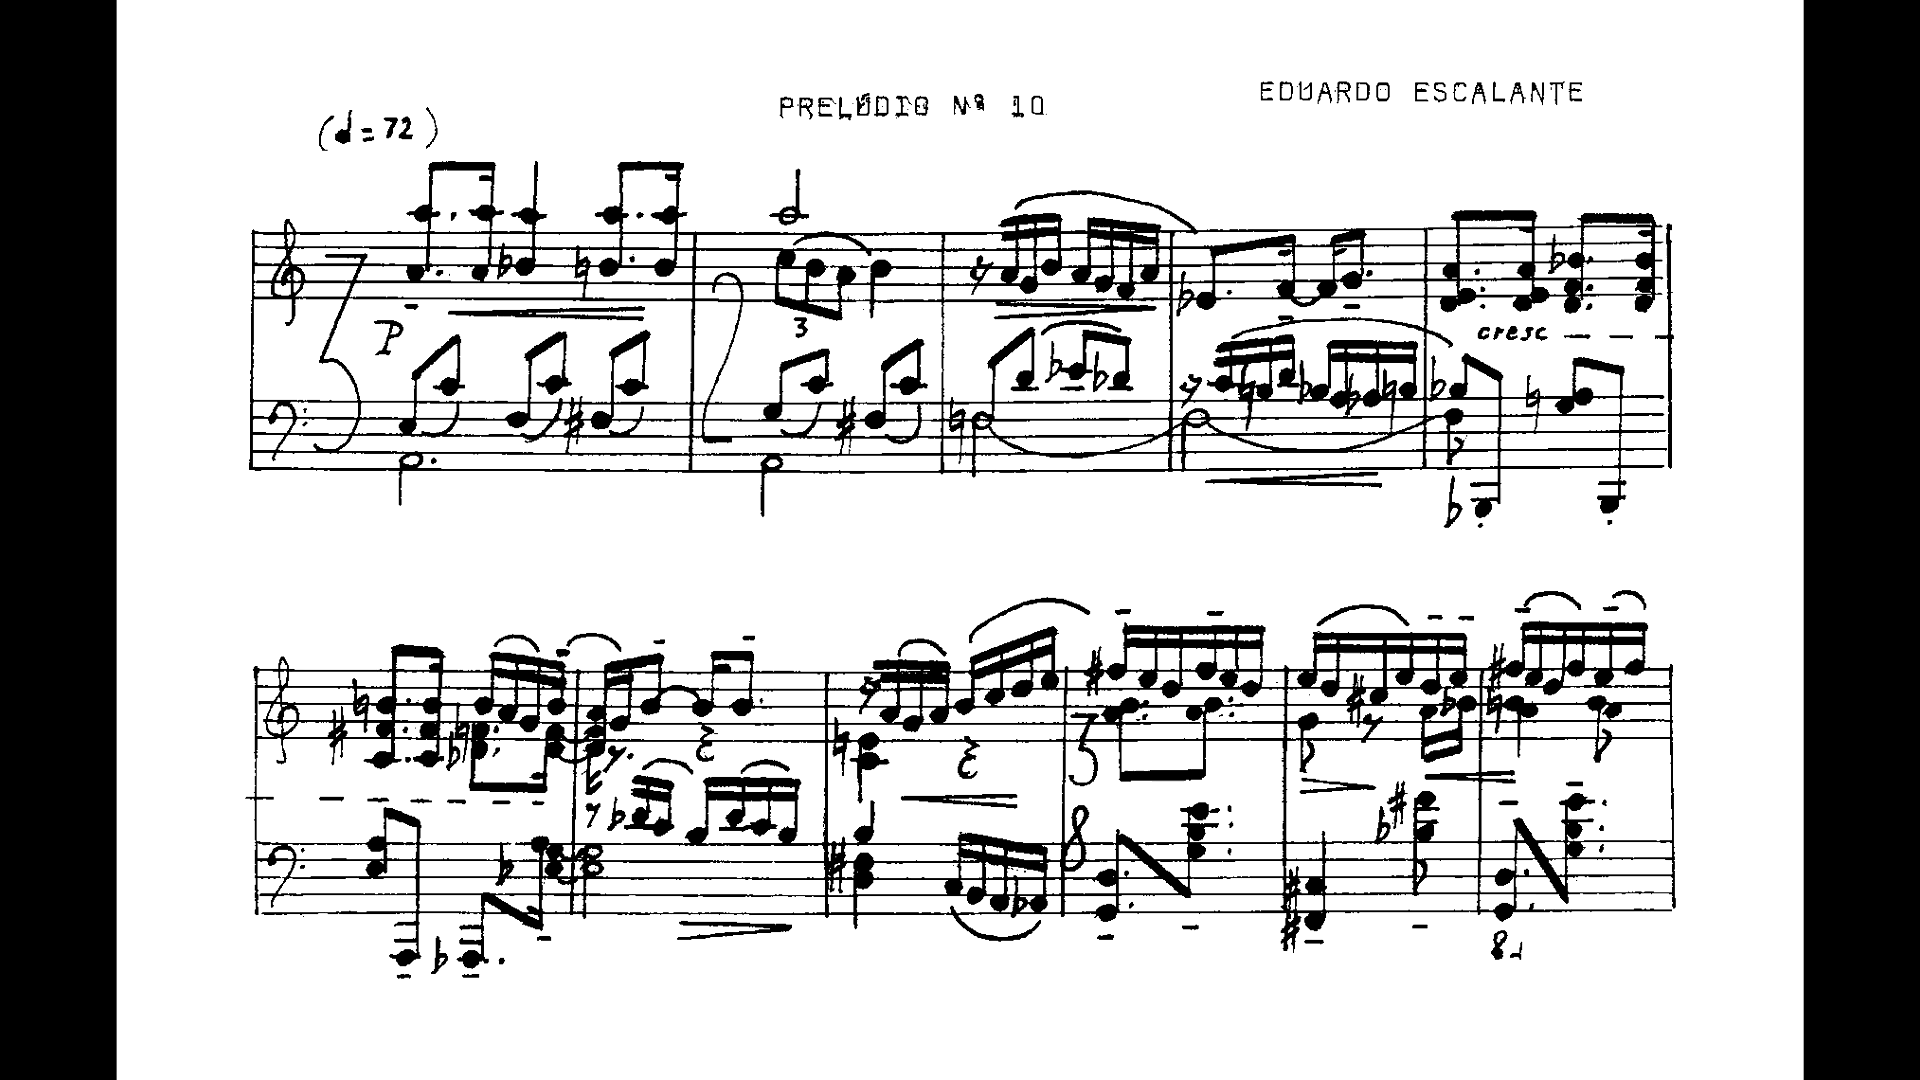 PRELÚDIO Nº 10
EDUARDO ESCALANTE
(♩ = 72)
P
3
cresc
8